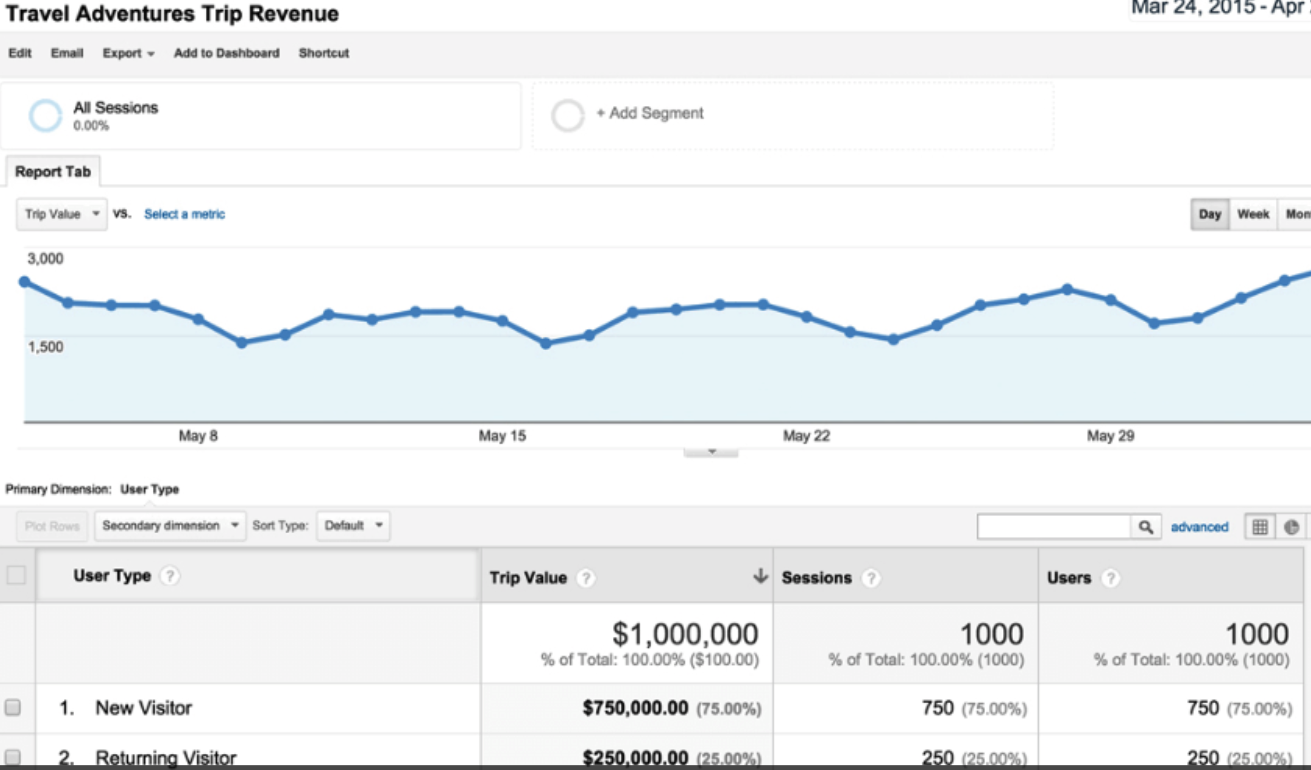 Travel Adventures Trip Revenue
Mar 24, 2015 - Apr
Edit Email Export Add to Dashboard Shortcut
All Sessions
0.00%
+ Add Segment
Report Tab
Trip Value VS. Select a metric
Day Week Mon
3,000
1,500
May 8 May 15 May 22 May 29
Primary Dimension: User Type
Plot Rows Secondary dimension Sort Type: Default advanced
User Type ? Trip Value ? Sessions ? Users ?
$1,000,000 1000 1000
% of Total: 100.00% ($100.00) % of Total: 100.00% (1000) % of Total: 100.00% (1000)
1. New Visitor $750,000.00 (75.00%) 750 (75.00%) 750 (75.00%)
2. Returning Visitor $250,000.00 (25.00%) 250 (25.00%) 250 (25.00%)